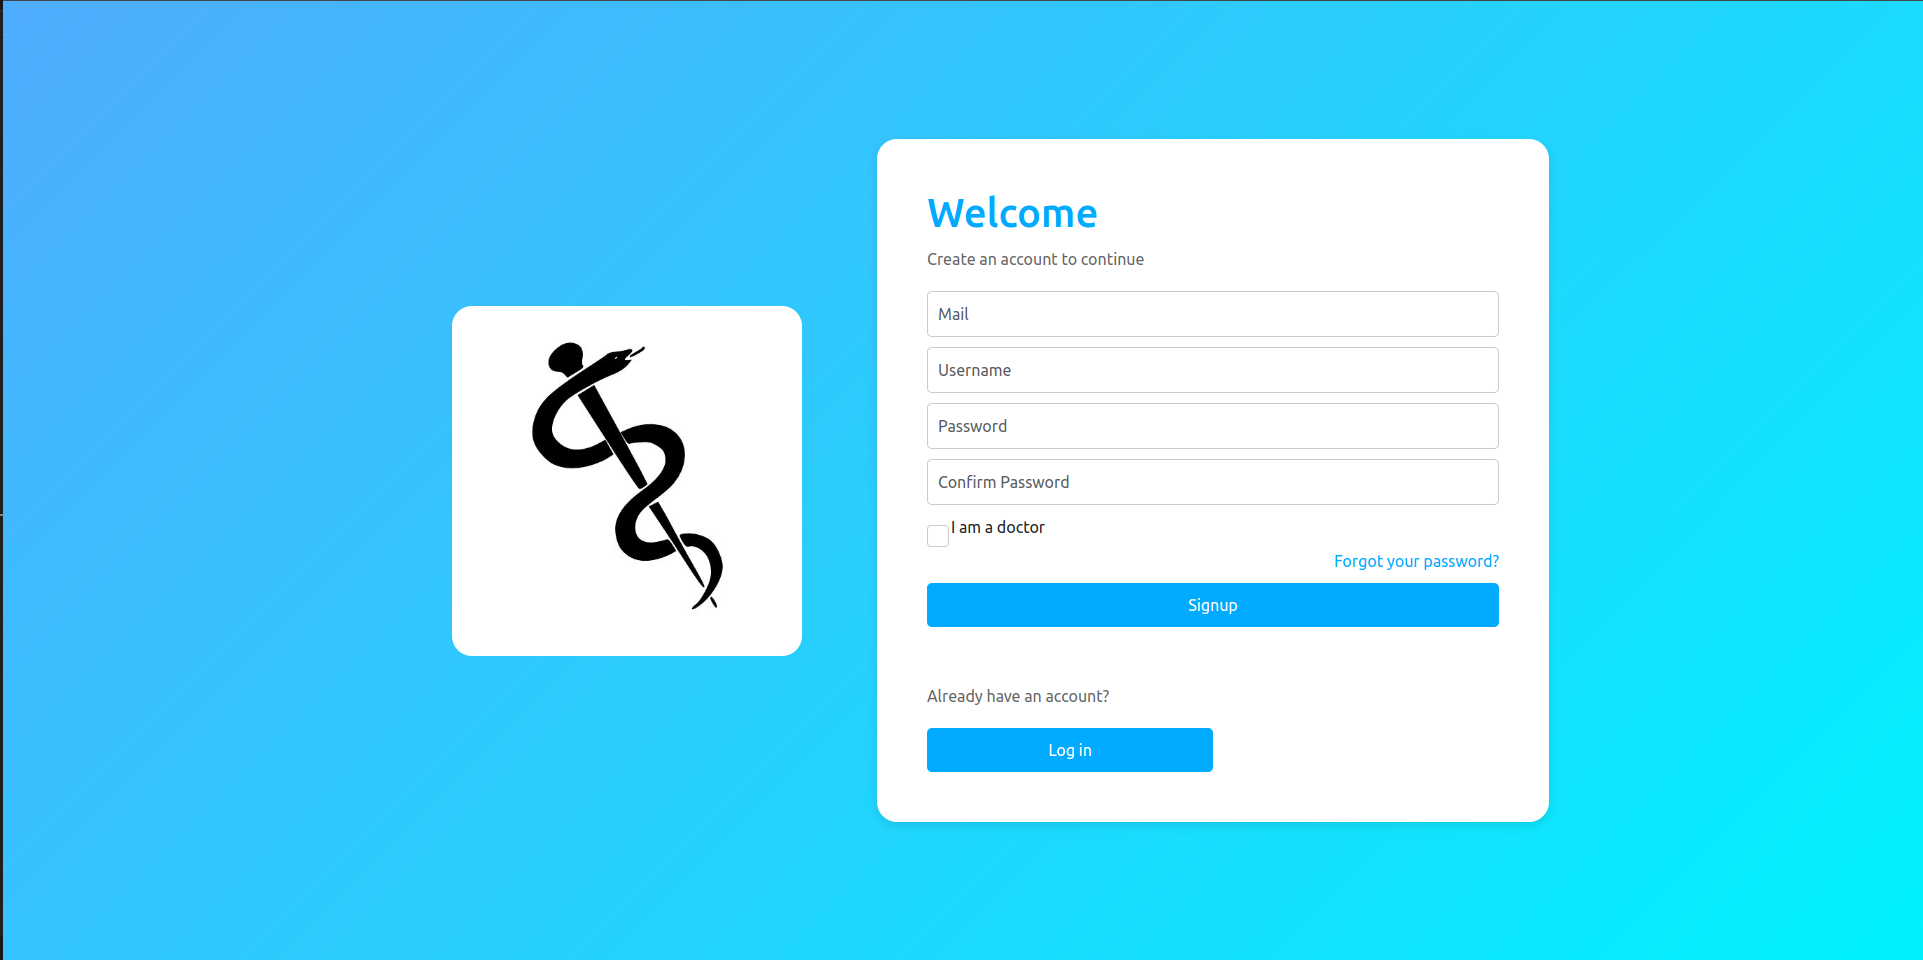 Welcome
Create an account to continue
Mail
Username
Password
Confirm Password
I am a doctor
Forgot your password?
Signup
Already have an account?
Log in